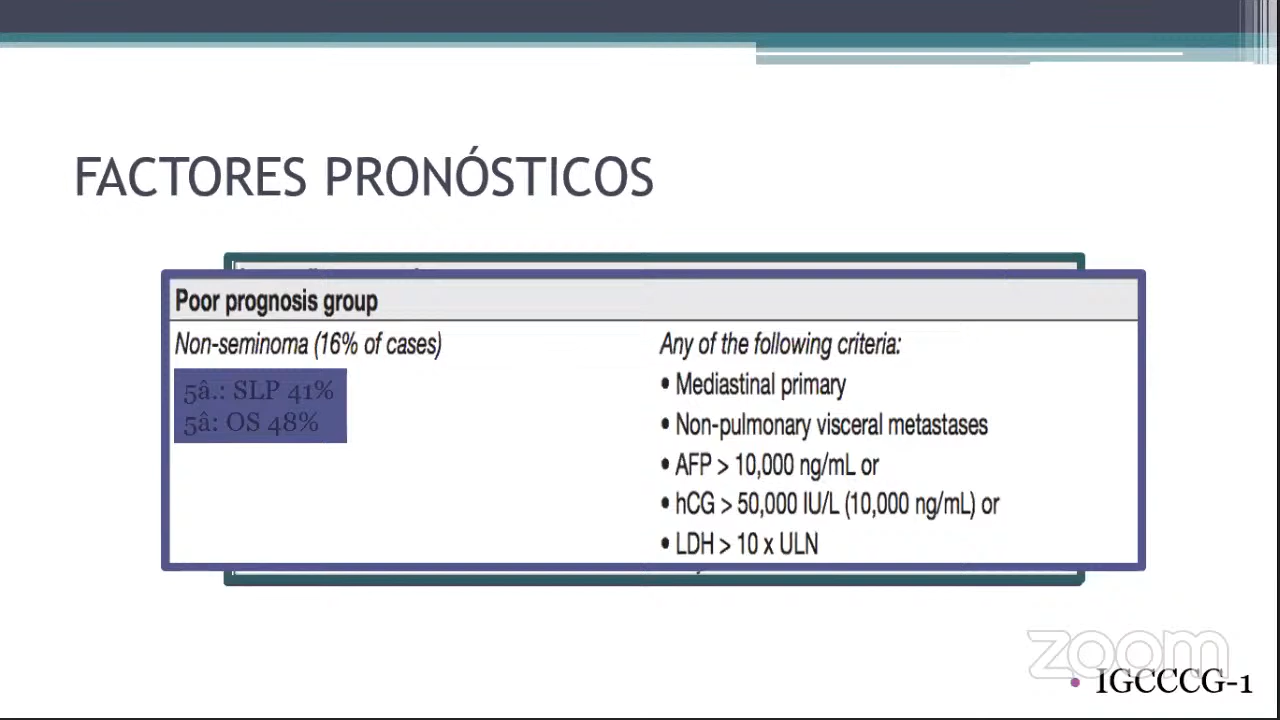 FACTORES PRONÓSTICOS
Poor prognosis group
Non-seminoma (16% of cases)
5â.: SLP 41%
5â: OS 48%
Any of the following criteria:
• Mediastinal primary
• Non-pulmonary visceral metastases
• AFP > 10,000 ng/mL or
• hCG > 50,000 IU/L (10,000 ng/mL) or
• LDH > 10 x ULN
zoom
• IGCCCG-1